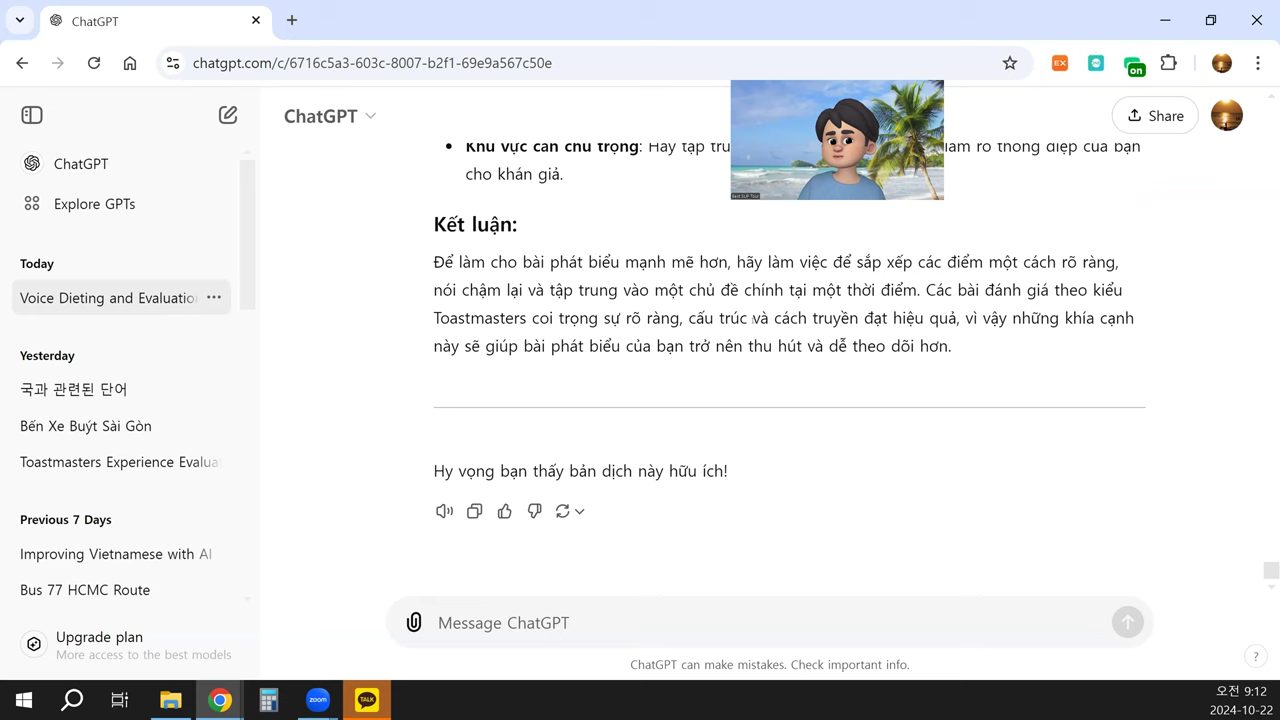 ChatGPT
chatgpt.com/c/6716c5a3-603c-8007-b2f1-69e9a567c50e
EX
on
ChatGPT
Share
ChatGPT
Explore GPTs
Today
Voice Dieting and Evaluatio
Yesterday
국과 관련된 단어
Bến Xe Buýt Sài Gòn
Toastmasters Experience Evalua
Previous 7 Days
Improving Vietnamese with AI
Bus 77 HCMC Route
Upgrade plan
More access to the best models
Khu vực cần chú trọng: Hãy tập tru làm rõ thông điệp của bạn
cho khán giả.
Kết luận:
Để làm cho bài phát biểu mạnh mẽ hơn, hãy làm việc để sắp xếp các điểm một cách rõ ràng,
nói chậm lại và tập trung vào một chủ đề chính tại một thời điểm. Các bài đánh giá theo kiểu
Toastmasters coi trọng sự rõ ràng, cấu trúc và cách truyền đạt hiệu quả, vì vậy những khía cạnh
này sẽ giúp bài phát biểu của bạn trở nên thu hút và dễ theo dõi hơn.
Hy vọng bạn thấy bản dịch này hữu ích!
Message ChatGPT
ChatGPT can make mistakes. Check important info.
?
zoom
TALK
오전 9:12
2024-10-22